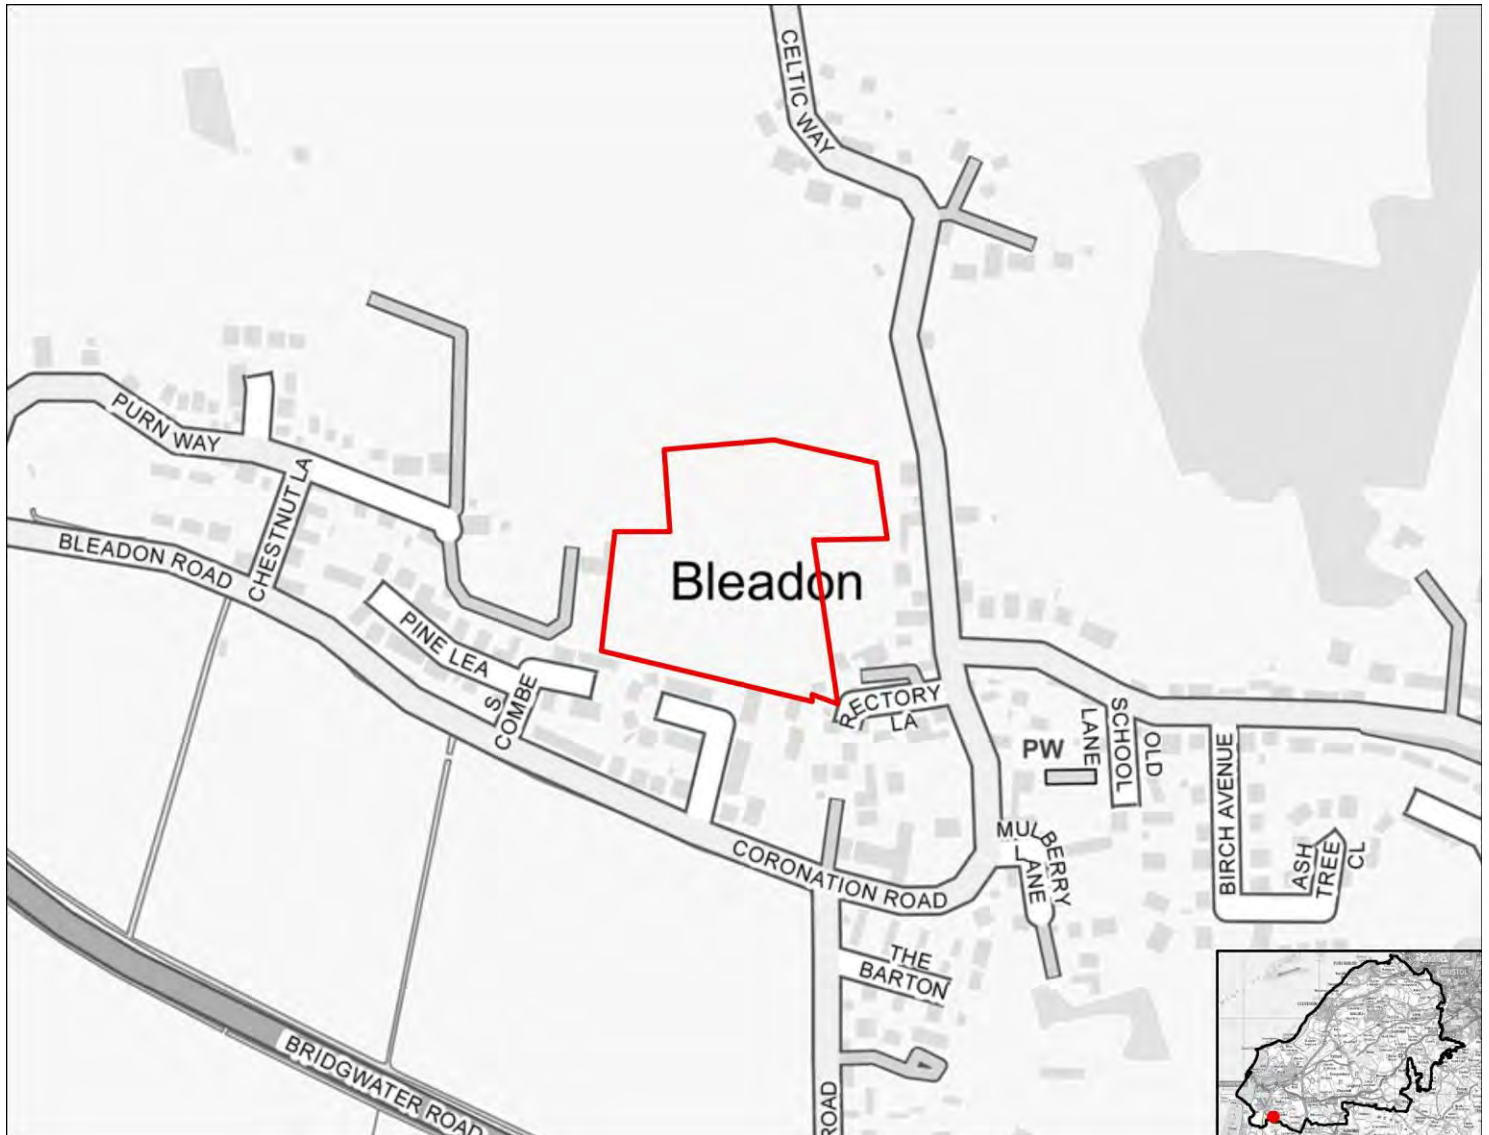 CELTIC WAY
PURN WAY
CHESTNUT LA
BLEADON ROAD
Bleadon
PINE LEA
S
COMBE
RECTORY
LA
PW
LANE
SCHOOL
OLD
BIRCH AVENUE
MULBERRY
LANE
ASH
TREE
CL
CORONATION ROAD
THE
BARTON
BRIDGWATER ROAD
ROAD
BRISTOL